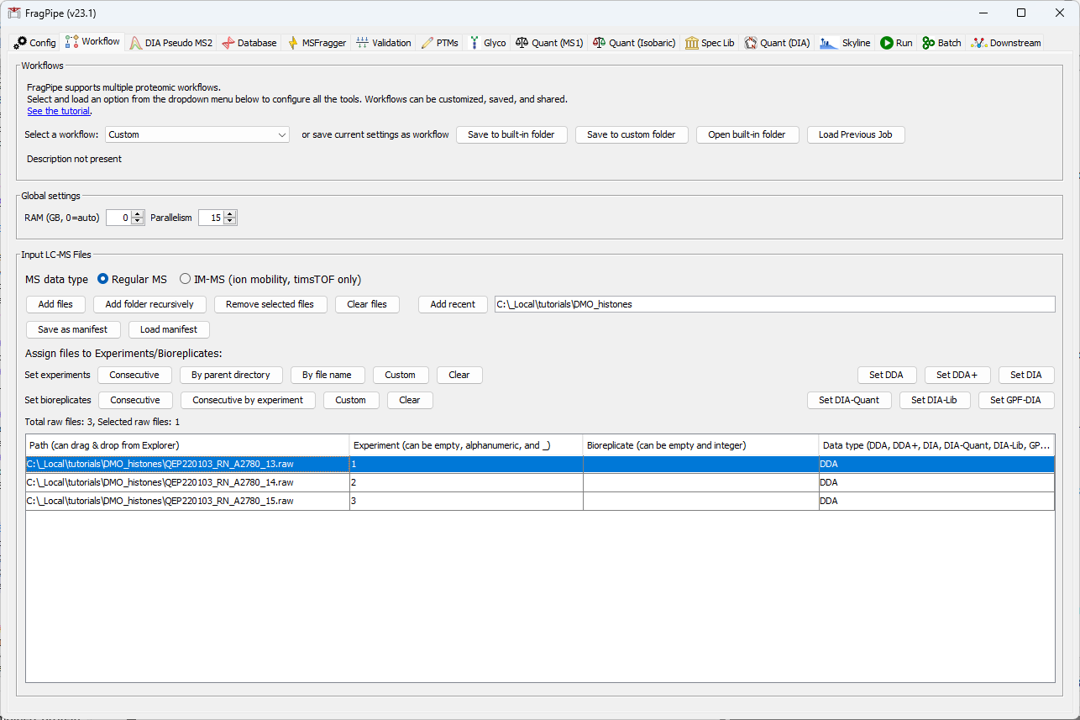 FragPipe (v23.1)
Config Workflow DIA Pseudo MS2 Database MSFragger Validation PTMs Glyco Quant (MS1) Quant (Isobaric) Spec Lib Quant (DIA) Skyline Run Batch Downstream
Workflows
FragPipe supports multiple proteomic workflows.
Select and load an option from the dropdown menu below to configure all the tools. Workflows can be customized, saved, and shared.
See the tutorial.
Select a workflow: Custom or save current settings as workflow Save to built-in folder Save to custom folder Open built-in folder Load Previous Job
Description not present
Global settings
RAM (GB, 0=auto) 0 Parallelism 15
Input LC-MS Files
MS data type Regular MS IM-MS (ion mobility, timsTOF only)
Add files Add folder recursively Remove selected files Clear files Add recent C:\_Local\tutorials\DMO_histones
Save as manifest Load manifest
Assign files to Experiments/Bioreplicates:
Set experiments Consecutive By parent directory By file name Custom Clear Set DDA Set DDA+ Set DIA
Set bioreplicates Consecutive Consecutive by experiment Custom Clear Set DIA-Quant Set DIA-Lib Set GPF-DIA
Total raw files: 3, Selected raw files: 1
Path (can drag & drop from Explorer) Experiment (can be empty, alphanumeric, and _) Bioreplicate (can be empty and integer) Data type (DDA, DDA+, DIA, DIA-Quant, DIA-Lib, GP...
C:\_Local\tutorials\DMO_histones\QEP220103_RN_A2780_13.raw 1 DDA
C:\_Local\tutorials\DMO_histones\QEP220103_RN_A2780_14.raw 2 DDA
C:\_Local\tutorials\DMO_histones\QEP220103_RN_A2780_15.raw 3 DDA